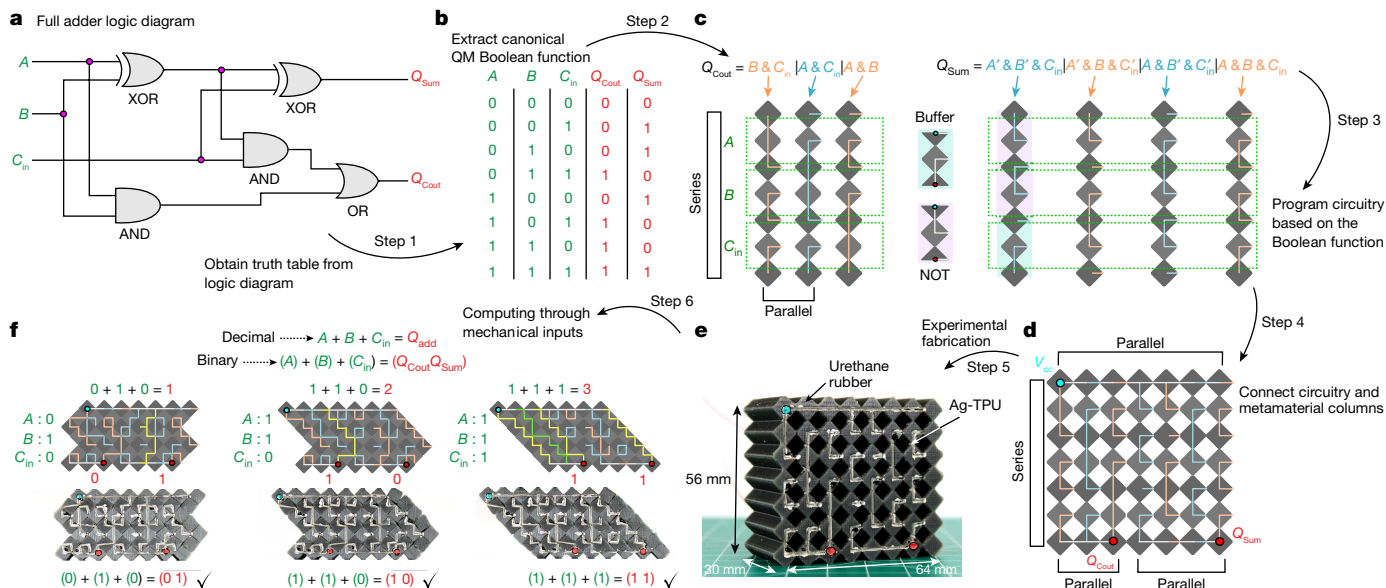 a Full adder logic diagram
A
B
C_in
XOR
XOR
AND
AND
OR
Q_Sum
Q_Cout
Step 1
Obtain truth table from
logic diagram
b
Step 2
Extract canonical
QM Boolean function
A B C_in Q_Cout Q_Sum
0 0 0 0 0
0 0 1 0 1
0 1 0 0 1
0 1 1 1 0
1 0 0 0 1
1 0 1 1 0
1 1 0 1 0
1 1 1 1 1
c
Q_Cout = B & C_in |A & C_in|A & B
Q_Sum = A′ & B′ & C_in|A′ & B & C′_in|A & B′ & C′_in|A & B & C_in
Series
A
B
C_in
Parallel
Buffer
NOT
Step 3
Program circuitry
based on the
Boolean function
Step 4
d
Parallel
V_cc
Connect circuitry and
metamaterial columns
Series
Q_Cout
Q_Sum
Parallel
Parallel
Experimental
fabrication
Step 5
e
Urethane
rubber
Ag-TPU
56 mm
30 mm
64 mm
Step 6
Computing through
mechanical inputs
f
Decimal A + B + C_in = Q_add
Binary (A) + (B) + (C_in) = (Q_Cout Q_Sum)
0 + 1 + 0 = 1
A : 0
B : 1
C_in : 0
0 1
(0) + (1) + (0) = (0 1) ✓
1 + 1 + 0 = 2
A : 1
B : 1
C_in : 0
1 0
(1) + (1) + (0) = (1 0) ✓
1 + 1 + 1 = 3
A : 1
B : 1
C_in : 1
1 1
(1) + (1) + (1) = (1 1) ✓